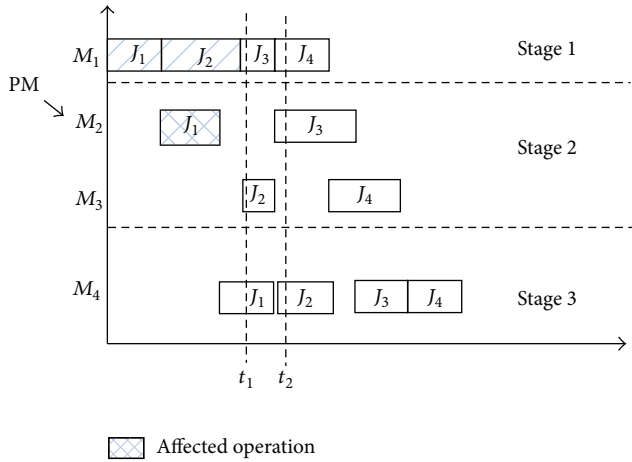 M1 J1 J2 J3 J4 Stage 1
PM
M2 J1 J3 Stage 2
M3 J2 J4
M4 J1 J2 J3 J4 Stage 3
t1 t2
Affected operation